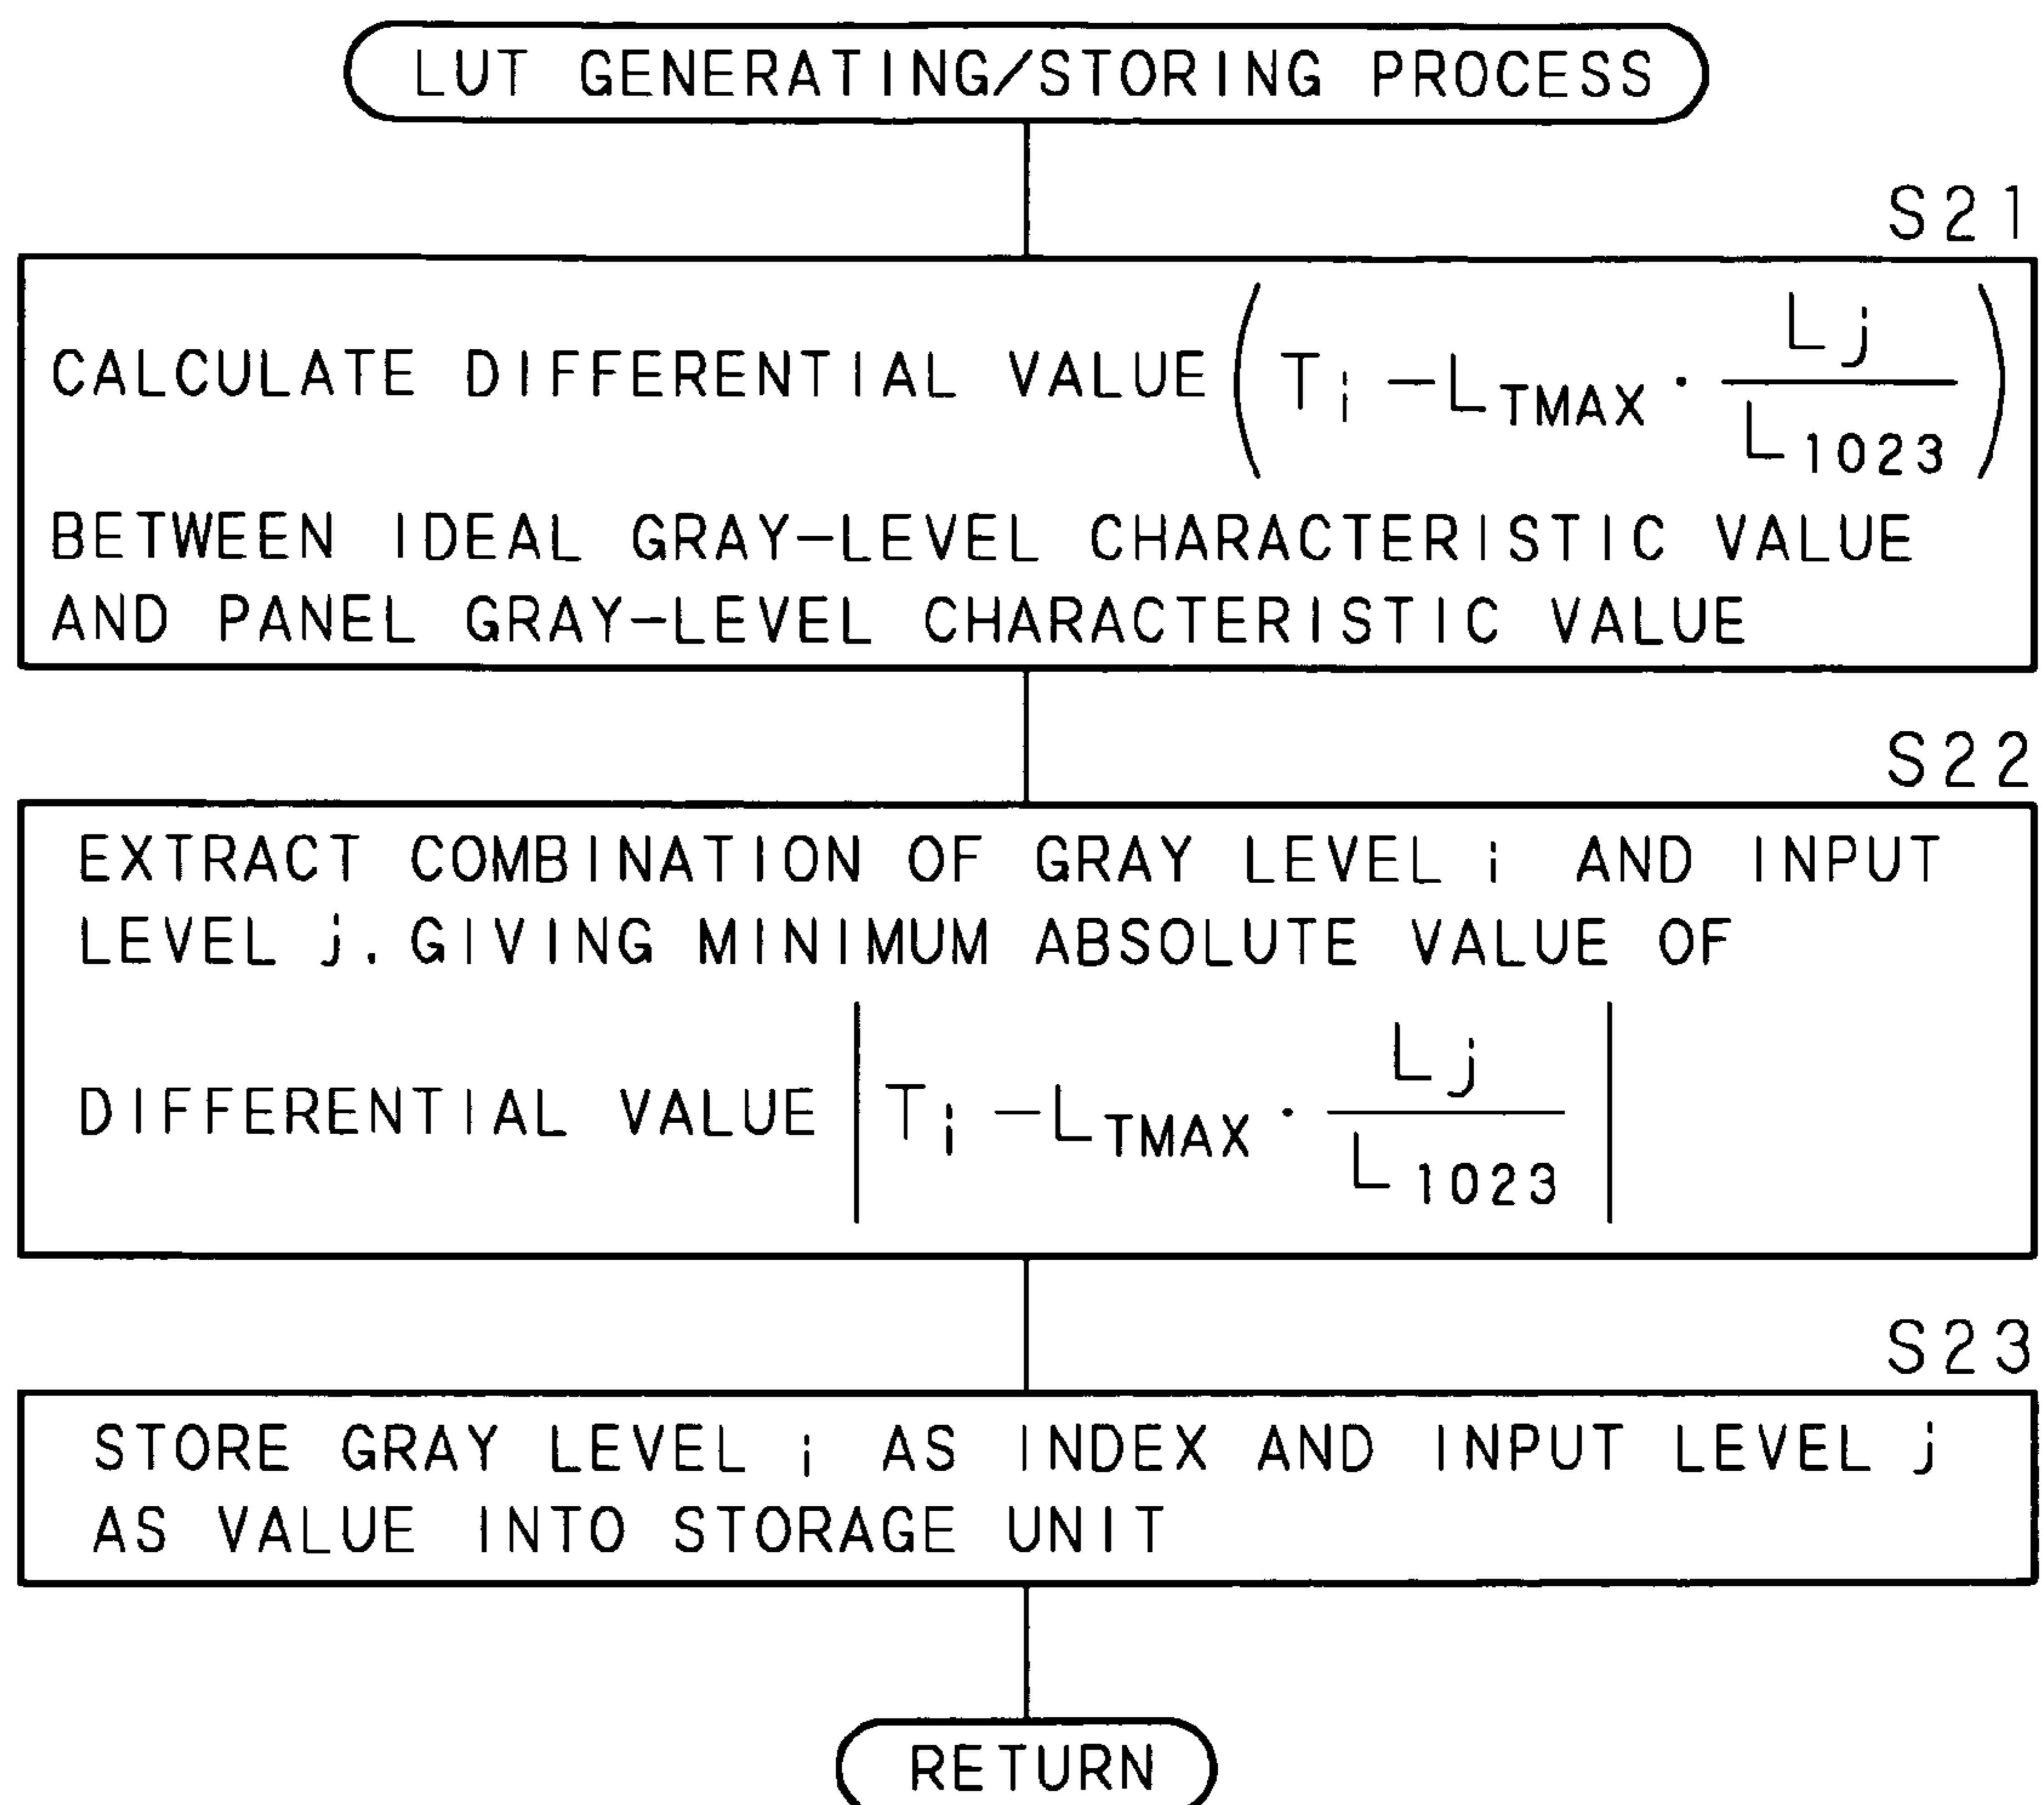 LUT GENERATING/STORING PROCESS
S21
CALCULATE DIFFERENTIAL VALUE (Ti −LTMAX · Lj / L1023)
BETWEEN IDEAL GRAY−LEVEL CHARACTERISTIC VALUE
AND PANEL GRAY−LEVEL CHARACTERISTIC VALUE
S22
EXTRACT COMBINATION OF GRAY LEVEL i AND INPUT
LEVEL j. GIVING MINIMUM ABSOLUTE VALUE OF
DIFFERENTIAL VALUE |Ti −LTMAX · Lj / L1023|
S23
STORE GRAY LEVEL i AS INDEX AND INPUT LEVEL j
AS VALUE INTO STORAGE UNIT
RETURN